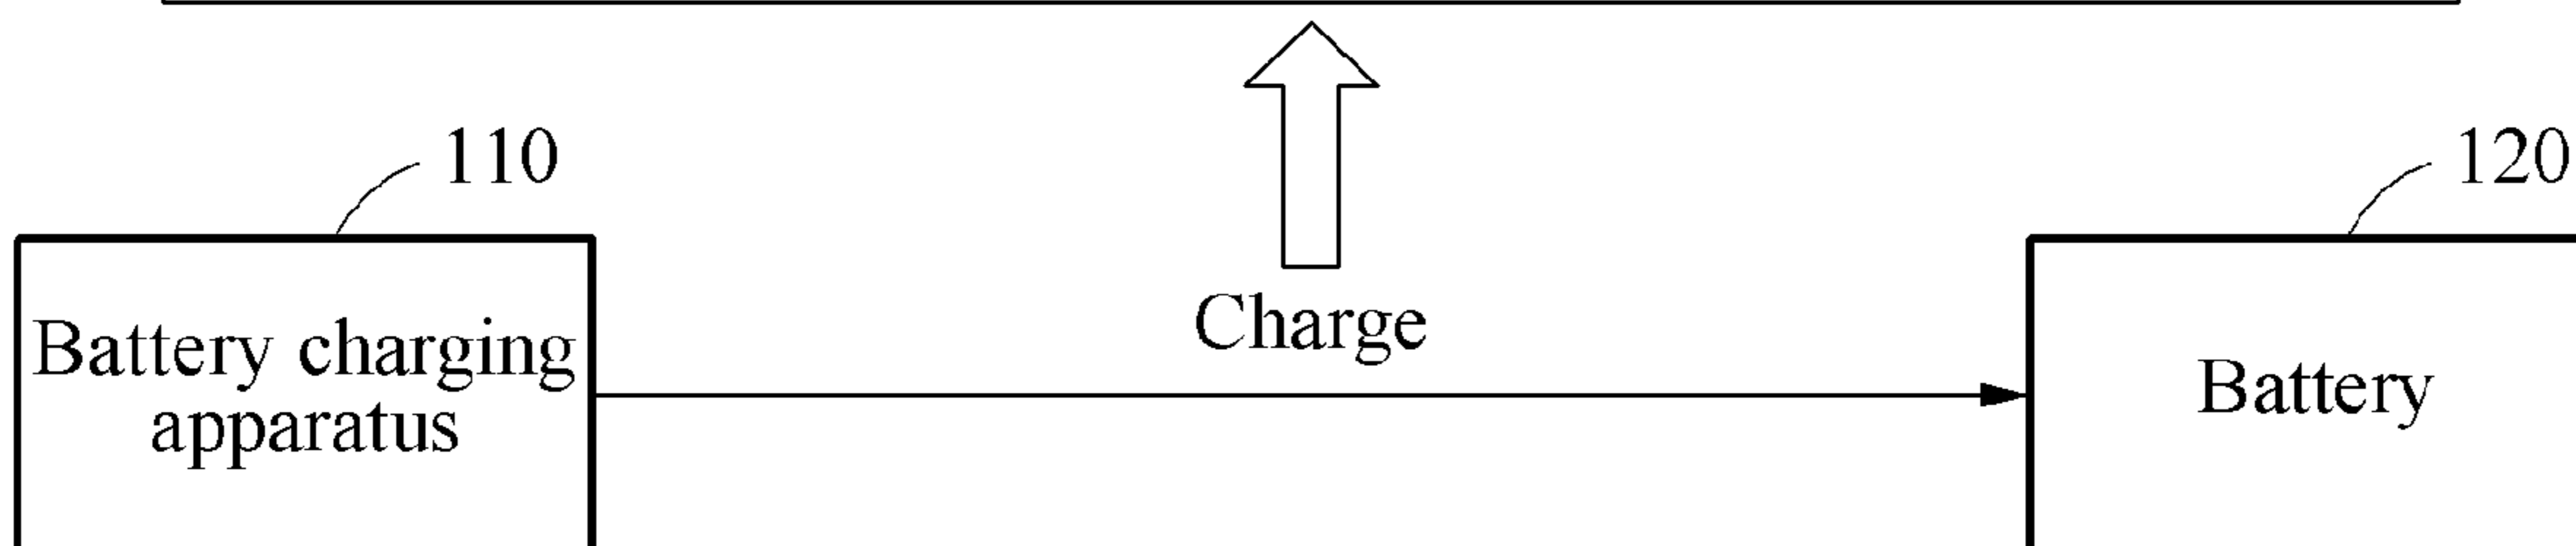 110
120
Charge
Battery charging
apparatus
Battery